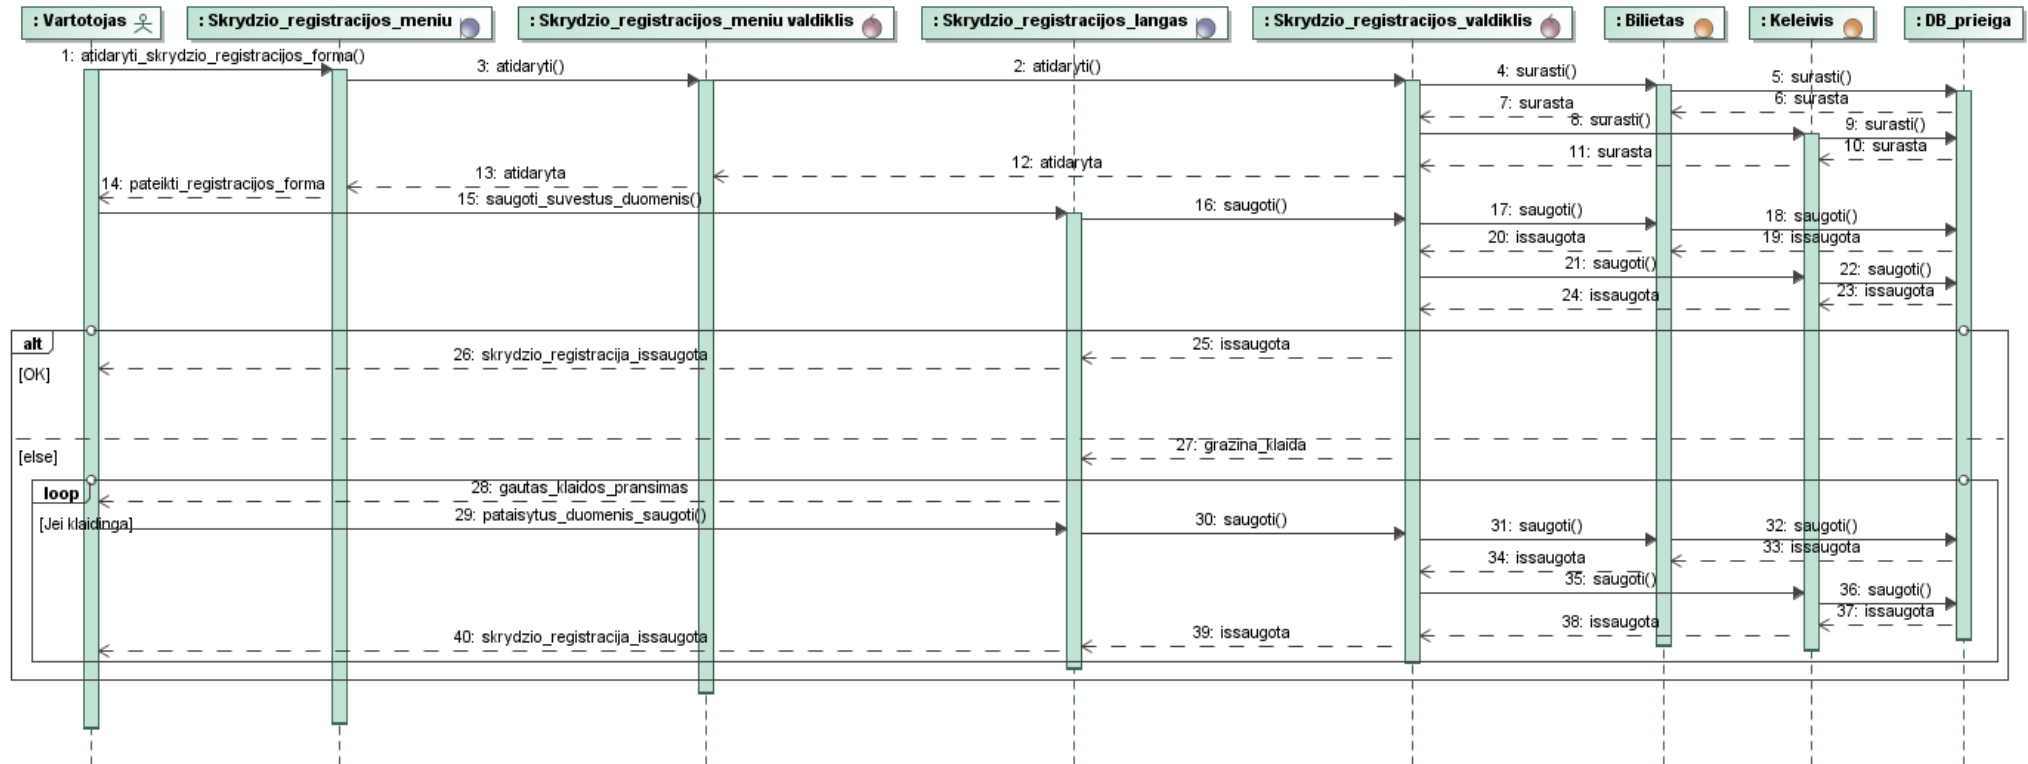 : Vartotojas
: Skrydzio_registracijos_meniu
: Skrydzio_registracijos_meniu valdiklis
: Skrydzio_registracijos_langas
: Skrydzio_registracijos_valdiklis
: Bilietas
: Keleivis
: DB_prieiga
1: atidaryti_skrydzio_registracijos_forma()
3: atidaryti()
2: atidaryti()
4: surasti()
5: surasti()
6: surasta
7: surasta
8: surasti()
9: surasti()
10: surasta
11: surasta
12: atidaryta
13: atidaryta
14: pateikti_registracijos_forma
15: saugoti_suvestus_duomenis()
16: saugoti()
17: saugoti()
18: saugoti()
19: issaugota
20: issaugota
21: saugoti()
22: saugoti()
23: issaugota
24: issaugota
alt
[OK]
25: issaugota
26: skrydzio_registracija_issaugota
[else]
27: grazina_klaida
loop
28: gautas_klaidos_pransimas
[Jei klaidinga]
29: pataisytus_duomenis_saugoti()
30: saugoti()
31: saugoti()
32: saugoti()
33: issaugota
34: issaugota
35: saugoti()
36: saugoti()
37: issaugota
38: issaugota
39: issaugota
40: skrydzio_registracija_issaugota